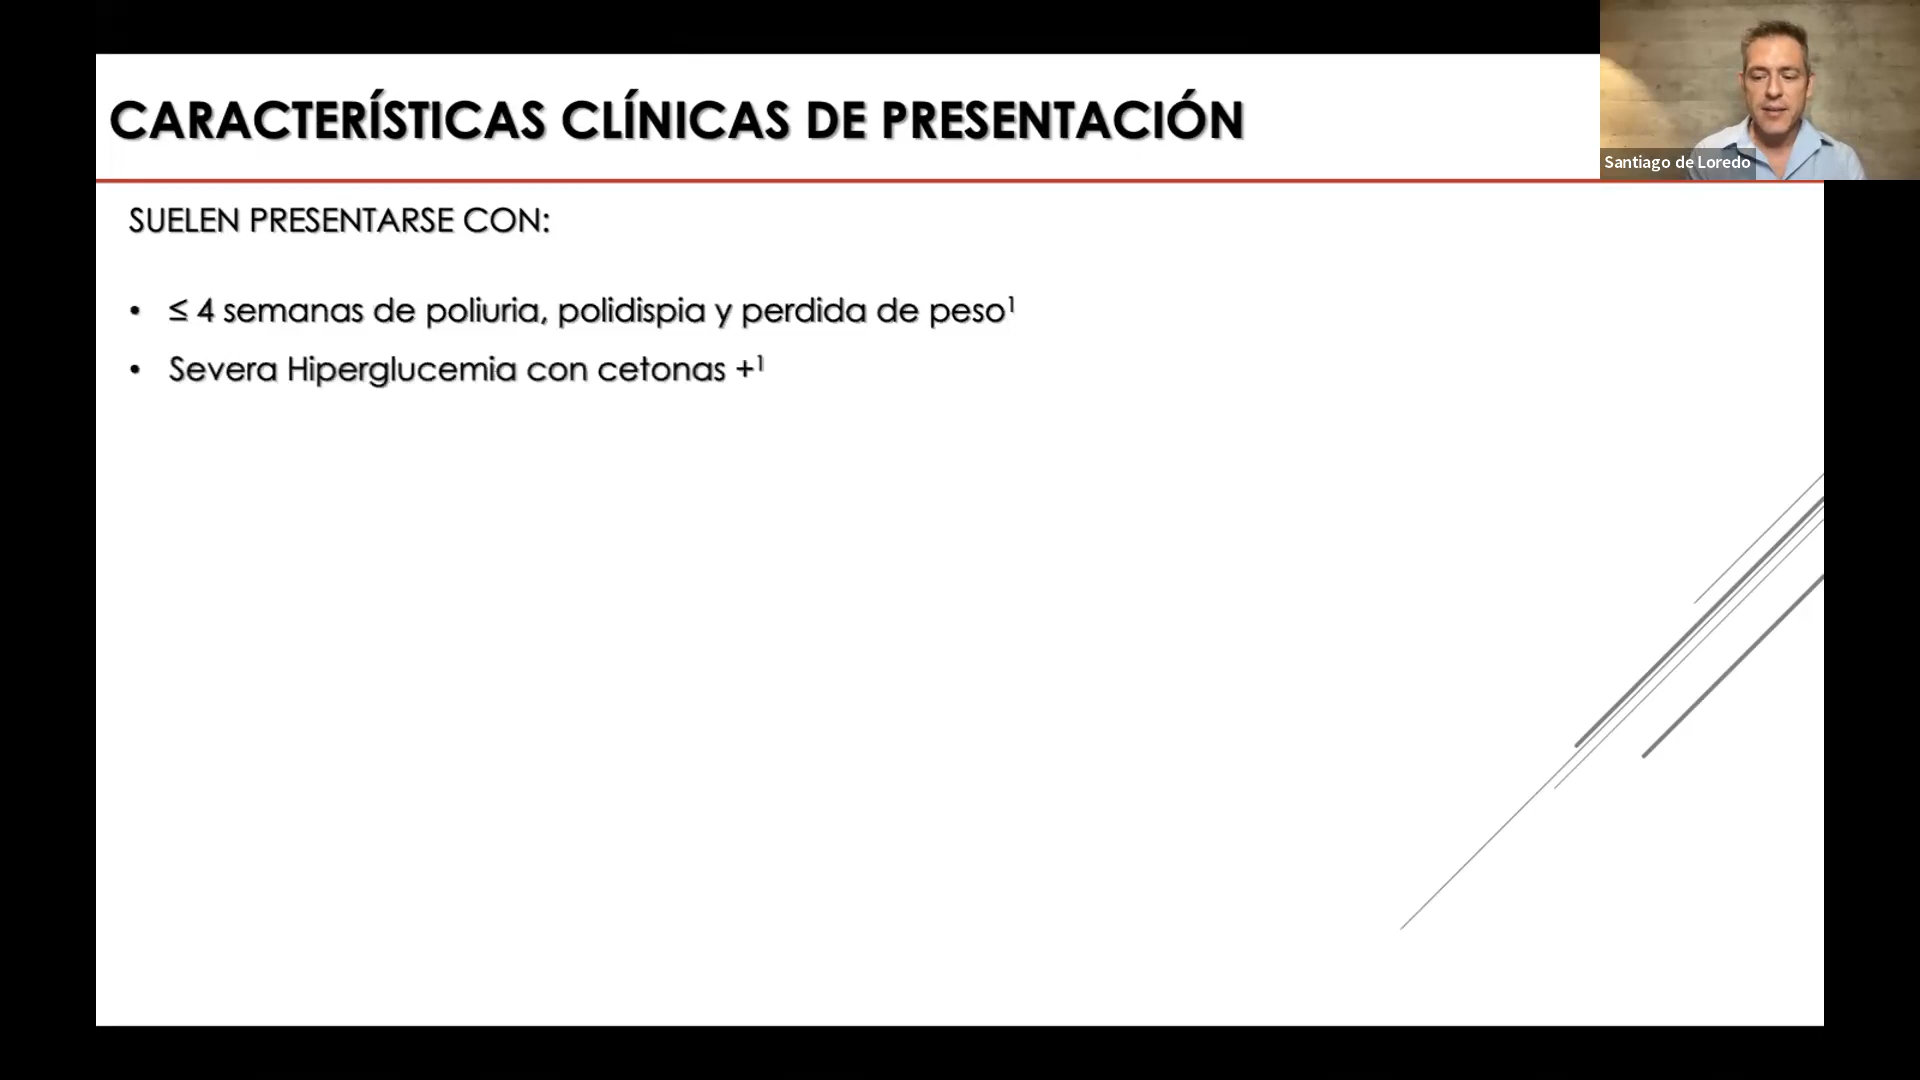 CARACTERÍSTICAS CLÍNICAS DE PRESENTACIÓN
Santiago de Loredo
SUELEN PRESENTARSE CON:
• ≤ 4 semanas de poliuria, polidispia y perdida de peso¹
• Severa Hiperglucemia con cetonas +¹